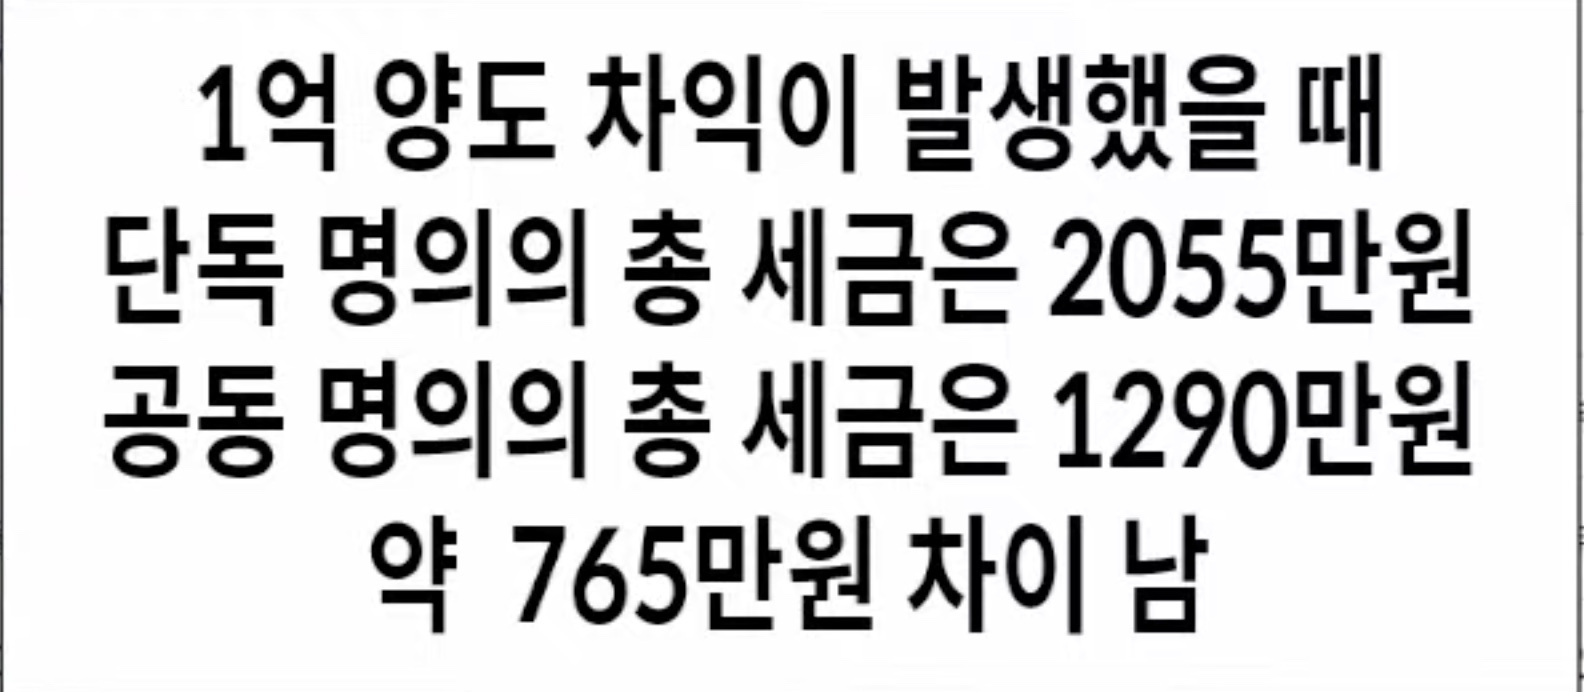 1억 양도 차익이 발생했을 때
단독 명의의 총 세금은 2055만원
공동 명의의 총 세금은 1290만원
약 765만원 차이 남